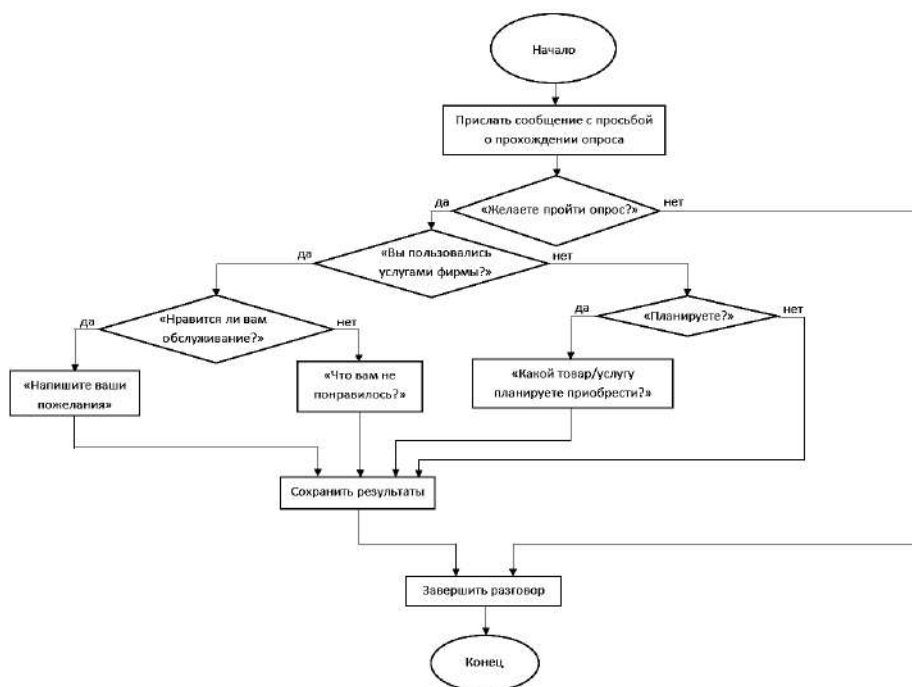 Начало
Прислать сообщение с просьбой
о прохождении опроса
да
«Желаете пройти опрос?»
нет
да
«Вы пользовались
услугами фирмы?»
нет
да
«Нравится ли вам
обслуживание?»
нет
да
«Планируете?»
нет
«Напишите ваши
пожелания»
«Что вам не
понравилось?»
«Какой товар/услугу
планируете приобрести?»
Сохранить результаты
Завершить разговор
Конец